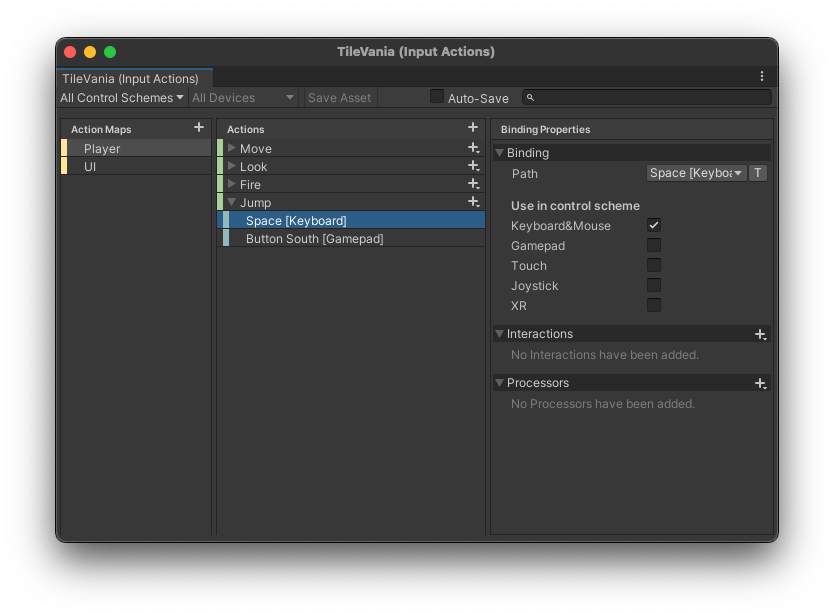 TileVania (Input Actions)
TileVania (Input Actions)
All Control Schemes All Devices Save Asset Auto-Save
Action Maps
Player
UI
Actions
Move
Look
Fire
Jump
Space [Keyboard]
Button South [Gamepad]
Binding Properties
Binding
Path Space [Keyboa T
Use in control scheme
Keyboard&Mouse
Gamepad
Touch
Joystick
XR
Interactions
No Interactions have been added.
Processors
No Processors have been added.